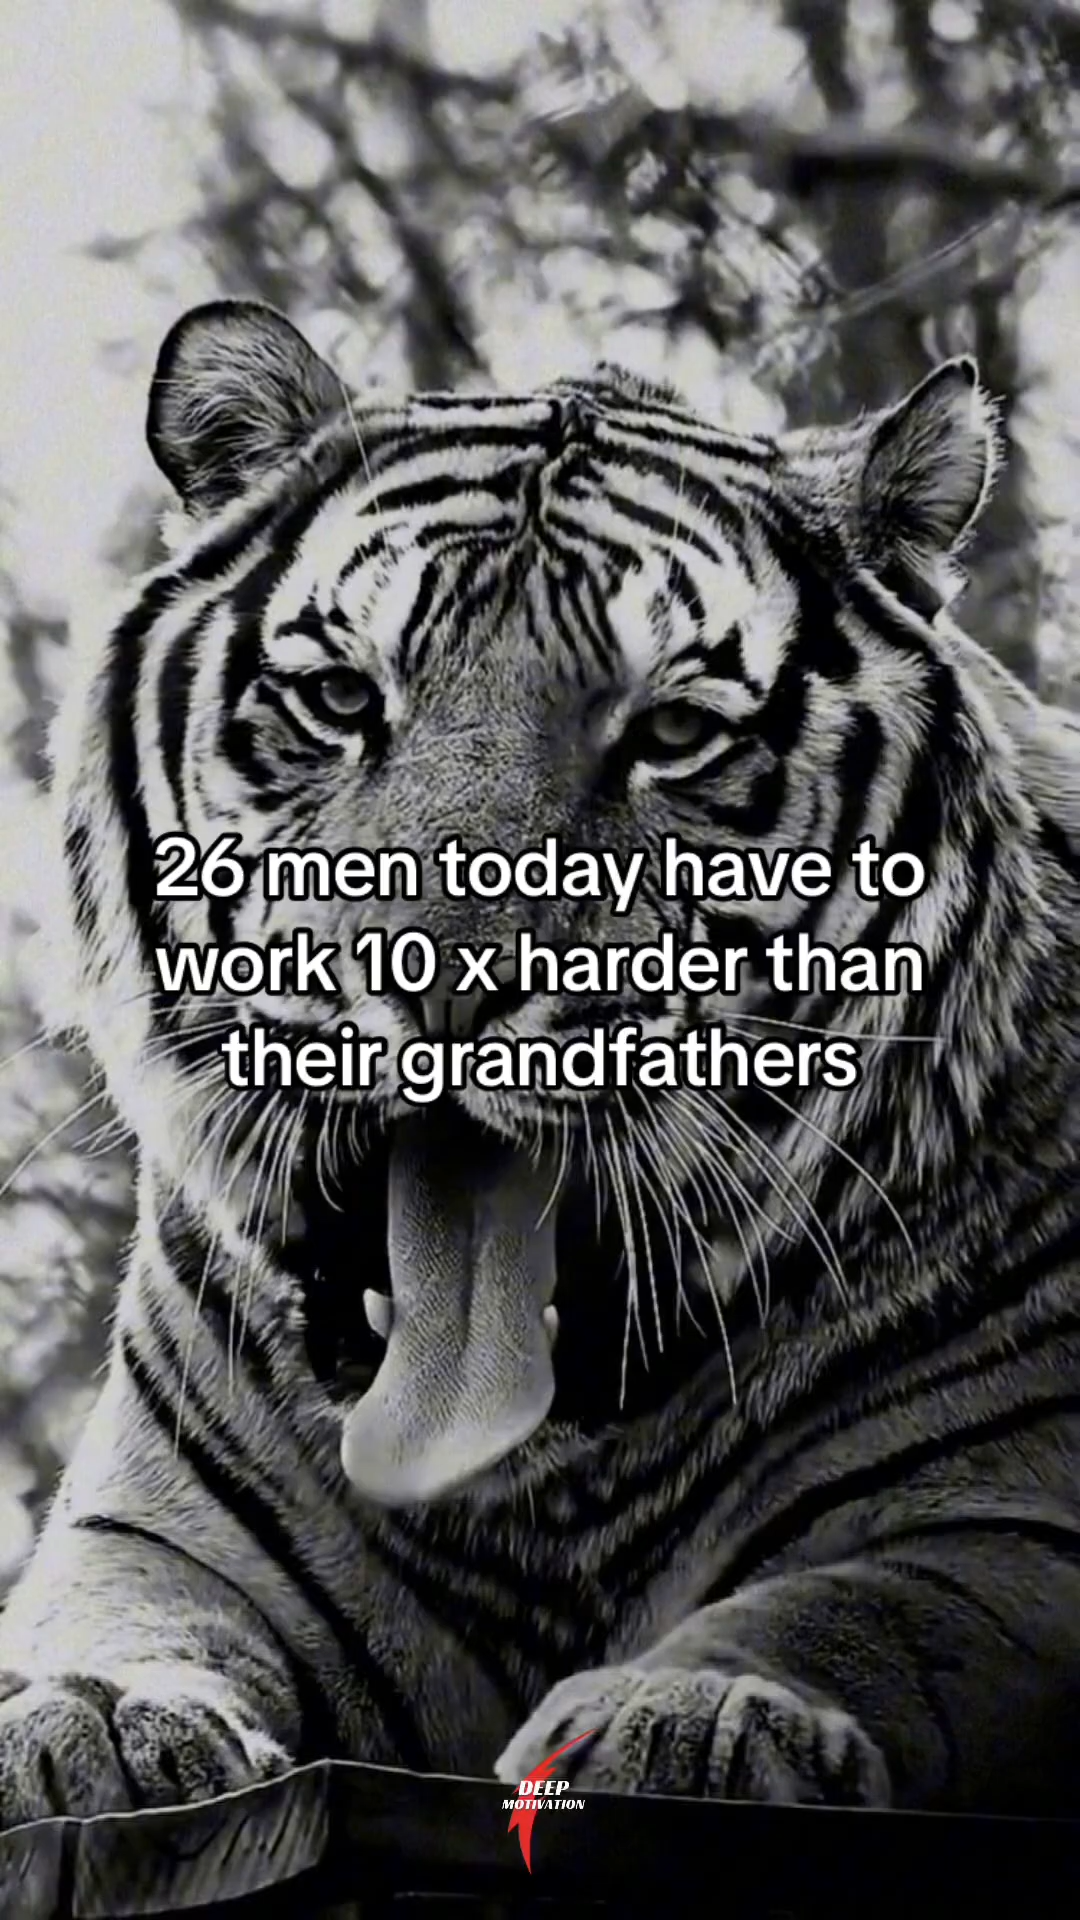 26 men today have to
work 10 x harder than
their grandfathers
DEEP
MOTIVATION